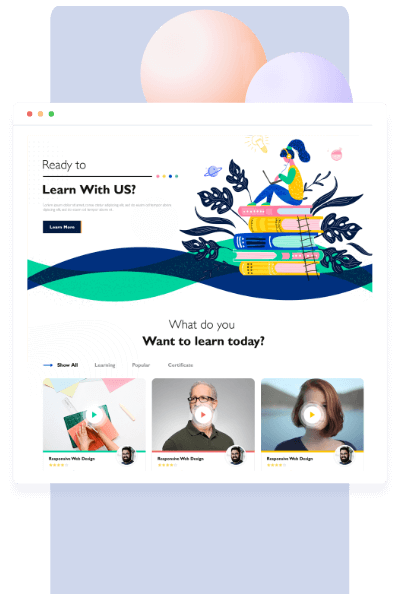 Ready to
Learn With US?
Learn More
What do you
Want to learn today?
Show All
Learning
Popular
Certificate
Responsive Web Design
Responsive Web Design
Responsive Web Design